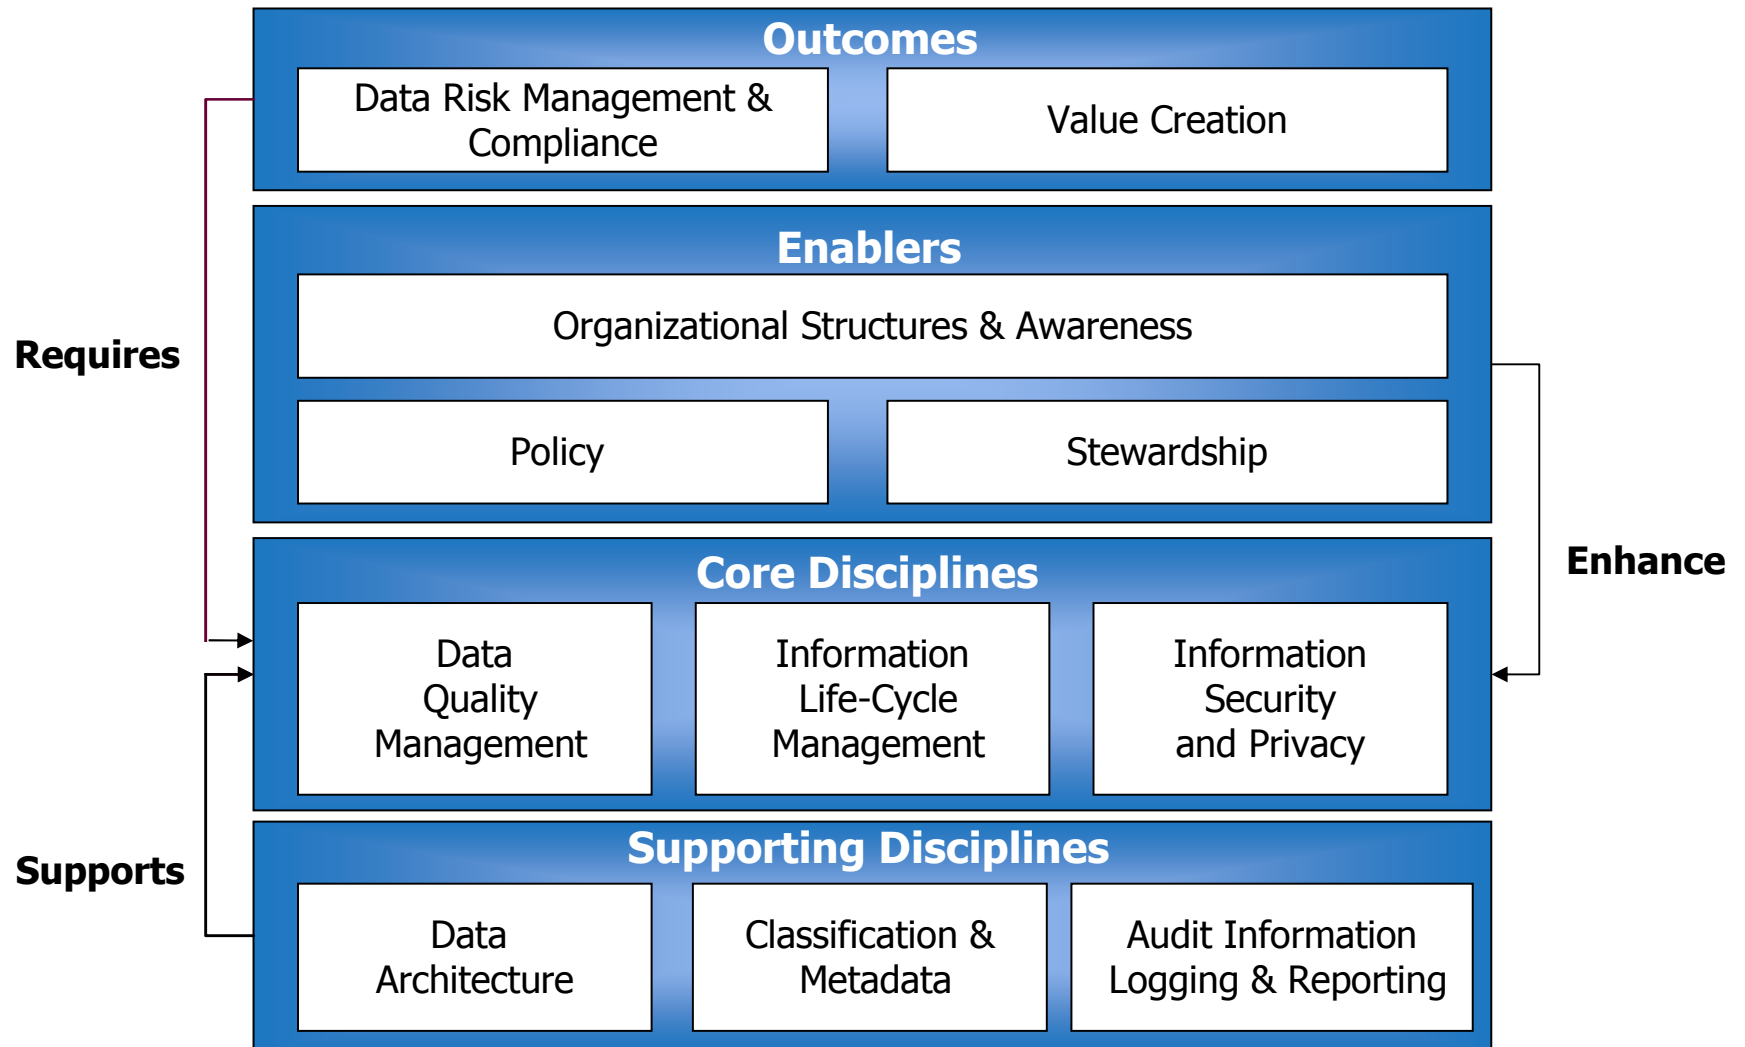 Outcomes
Data Risk Management &
Compliance
Value Creation
Enablers
Organizational Structures & Awareness
Requires
Policy
Stewardship
Core Disciplines
Enhance
Data
Quality
Management
Information
Life-Cycle
Management
Information
Security
and Privacy
Supporting Disciplines
Supports
Data
Architecture
Classification &
Metadata
Audit Information
Logging & Reporting